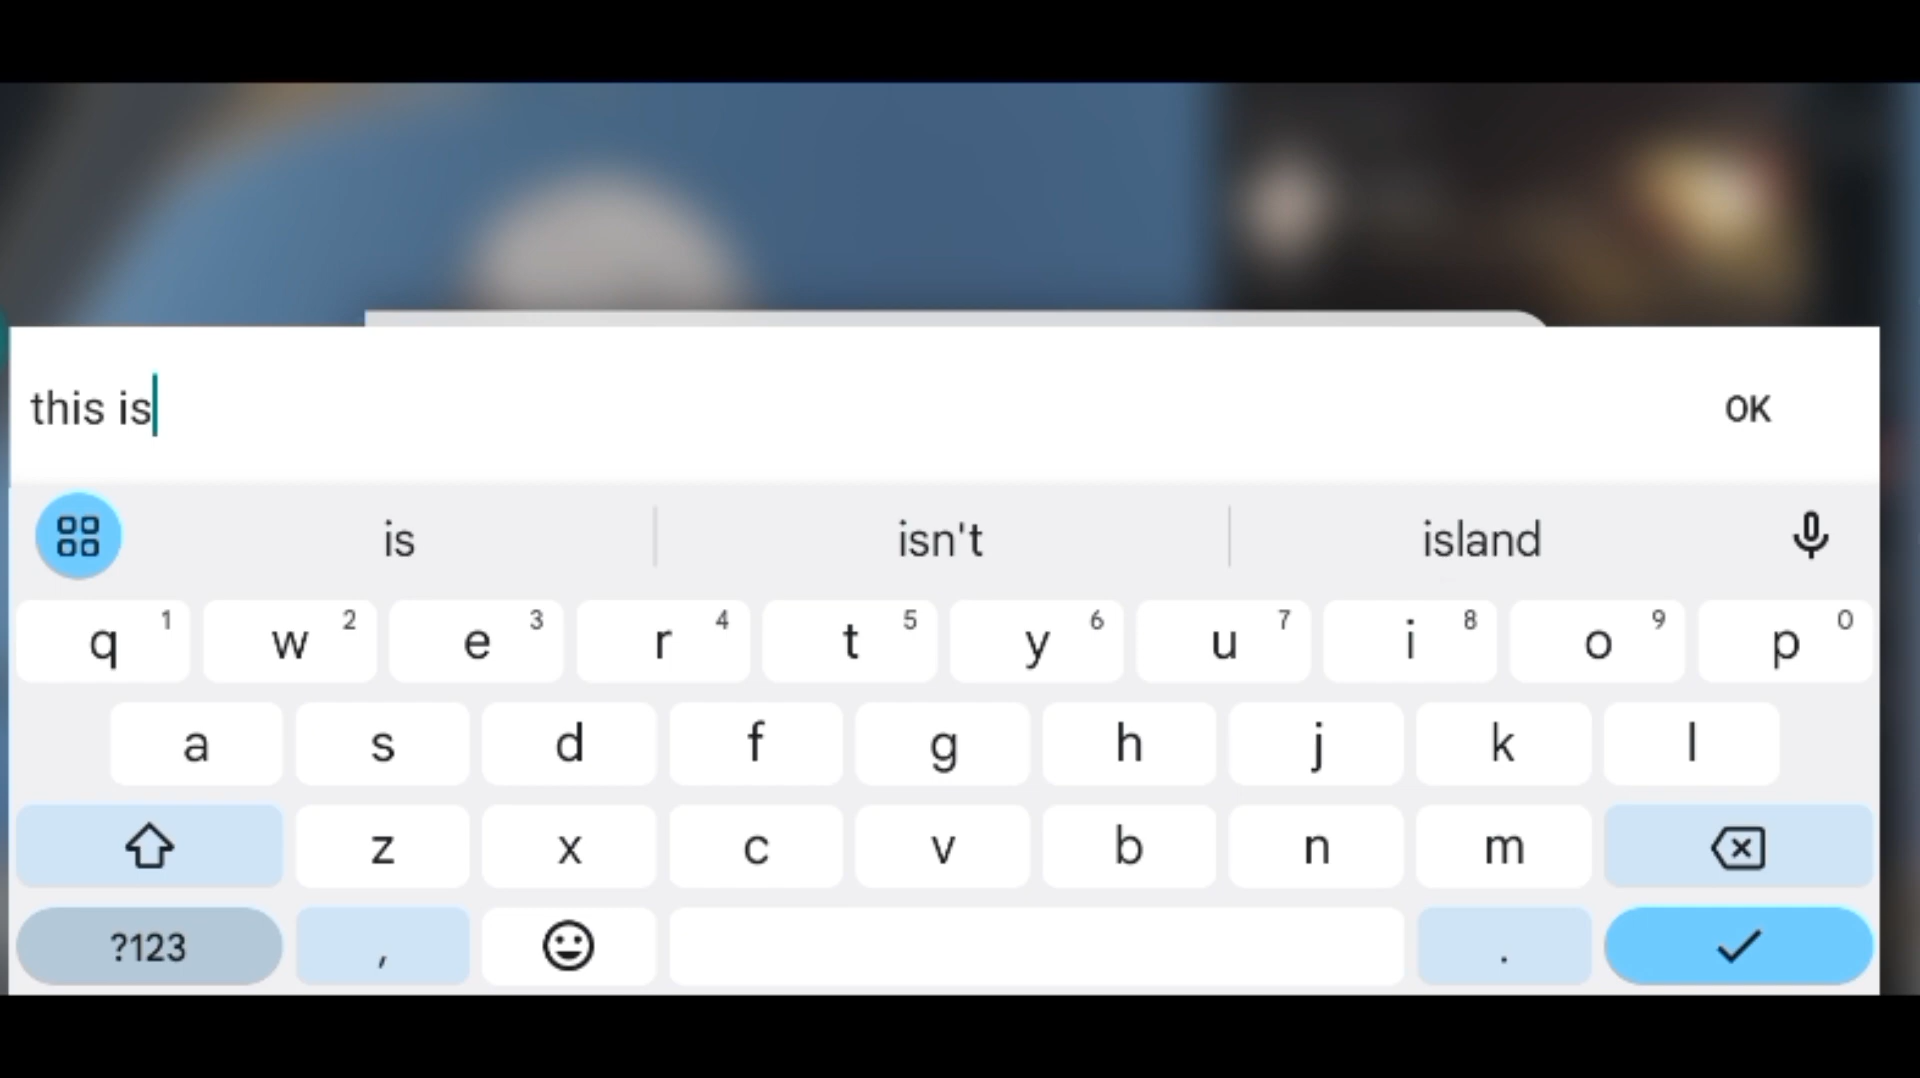 this is
OK
is isn't island
q 1 w 2 e 3 r 4 t 5 y 6 u 7 i 8 o 9 p 0
a s d f g h j k l
z x c v b n m
?123 , .